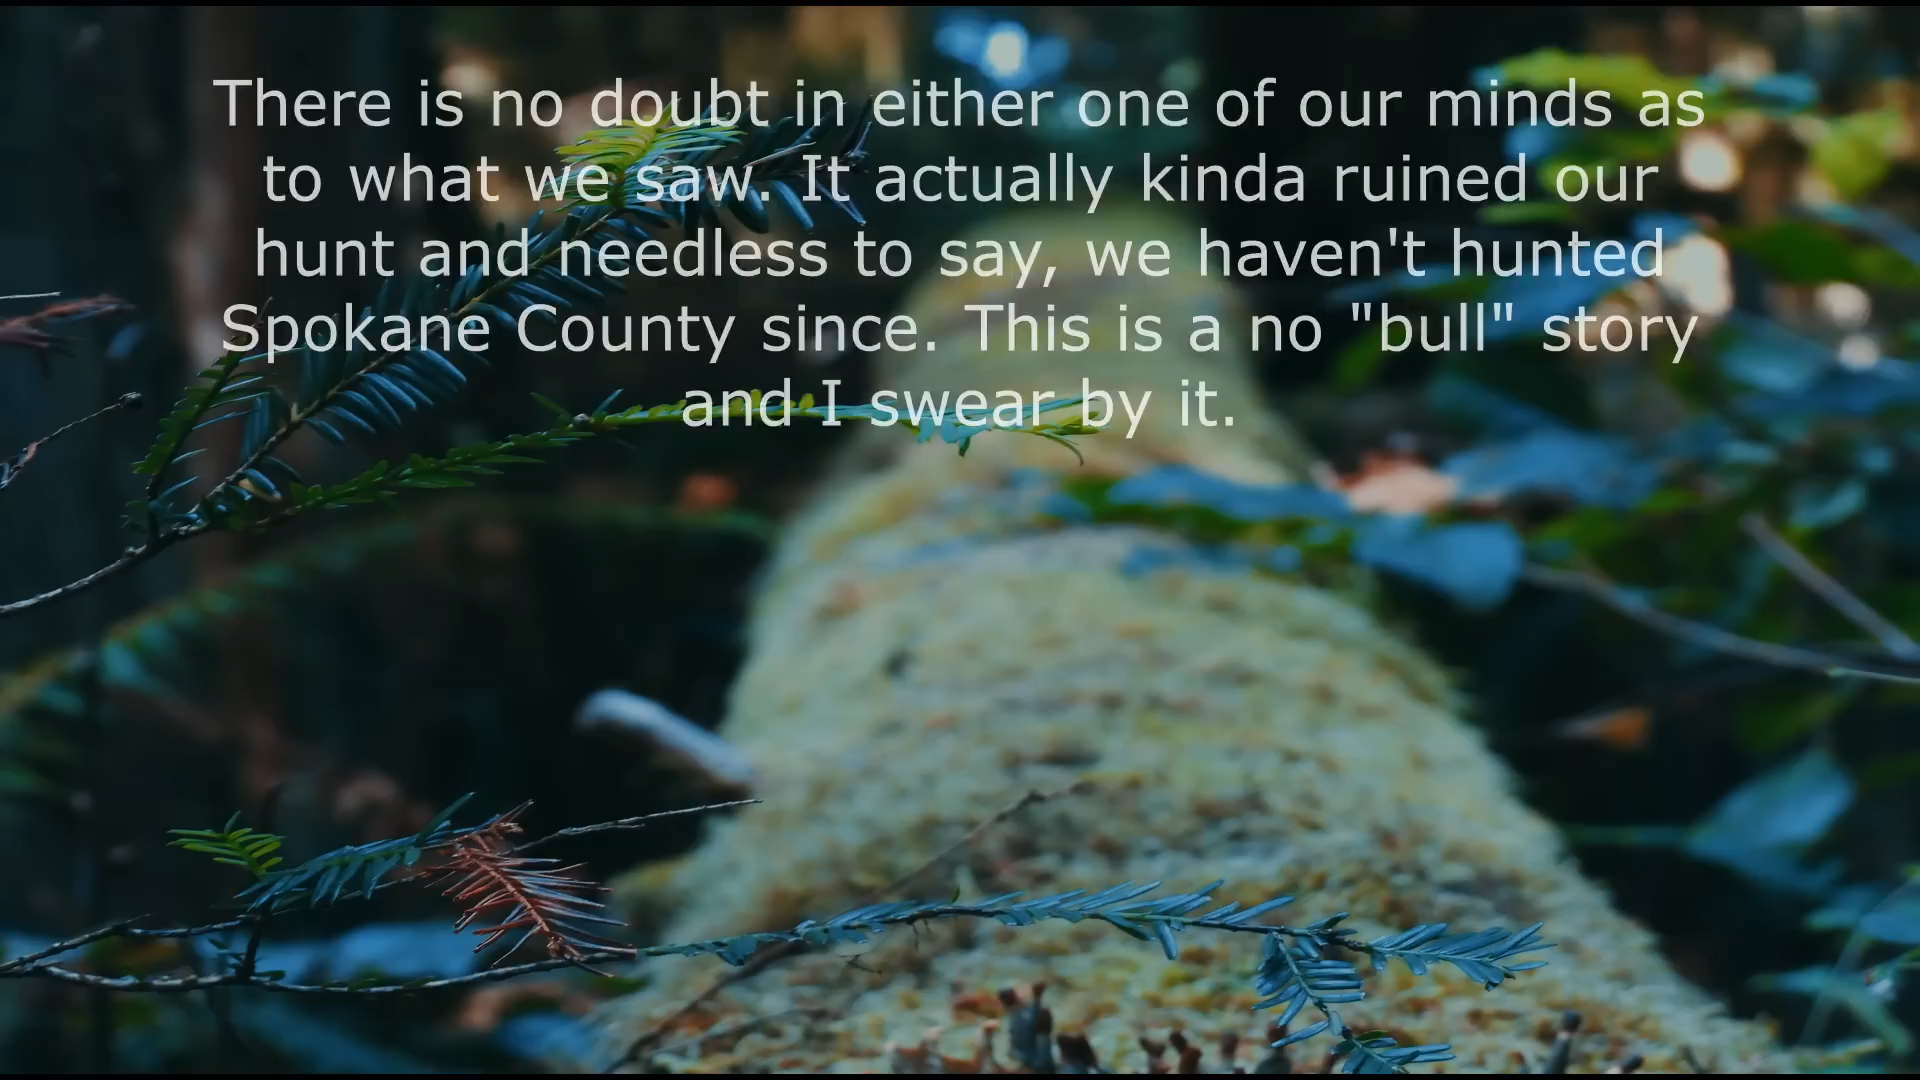 There is no doubt in either one of our minds as
to what we saw. It actually kinda ruined our
hunt and needless to say, we haven't hunted
Spokane County since. This is a no "bull" story
and I swear by it.